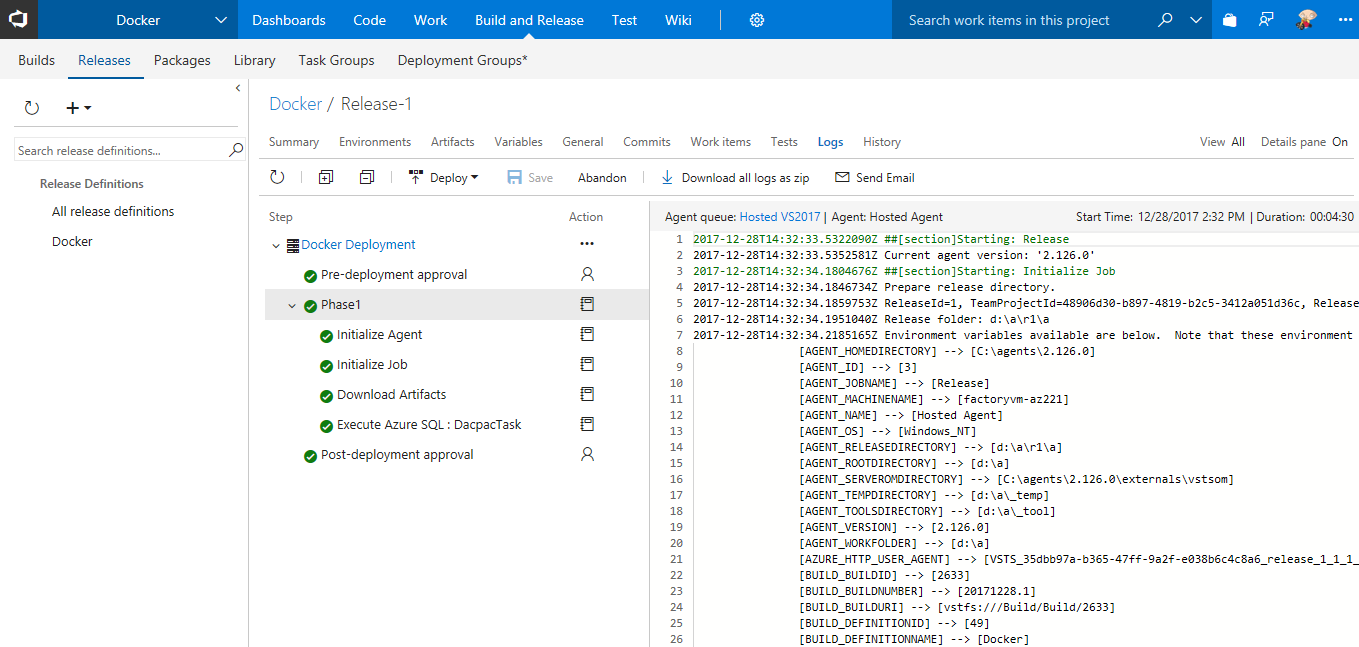 Docker Dashboards Code Work Build and Release Test Wiki Search work items in this project
Builds Releases Packages Library Task Groups Deployment Groups*
Docker / Release-1
Summary Environments Artifacts Variables General Commits Work items Tests Logs History View All Details pane On
Search release definitions...
Deploy Save Abandon Download all logs as zip Send Email
Release Definitions
All release definitions
Docker
Step Action
Docker Deployment ...
Pre-deployment approval
Phase1
Initialize Agent
Initialize Job
Download Artifacts
Execute Azure SQL : DacpacTask
Post-deployment approval
Agent queue: Hosted VS2017 | Agent: Hosted Agent Start Time: 12/28/2017 2:32 PM | Duration: 00:04:30
1 2017-12-28T14:32:33.5322090Z ##[section]Starting: Release
2 2017-12-28T14:32:33.5352581Z Current agent version: '2.126.0'
3 2017-12-28T14:32:34.1804676Z ##[section]Starting: Initialize Job
4 2017-12-28T14:32:34.1846734Z Prepare release directory.
5 2017-12-28T14:32:34.1859753Z ReleaseId=1, TeamProjectId=48906d30-b897-4819-b2c5-3412a051d36c, Release
6 2017-12-28T14:32:34.1951040Z Release folder: d:\a\r1\a
7 2017-12-28T14:32:34.2185165Z Environment variables available are below.  Note that these environment
8 [AGENT_HOMEDIRECTORY] --> [C:\agents\2.126.0]
9 [AGENT_ID] --> [3]
10 [AGENT_JOBNAME] --> [Release]
11 [AGENT_MACHINENAME] --> [factoryvm-az221]
12 [AGENT_NAME] --> [Hosted Agent]
13 [AGENT_OS] --> [Windows_NT]
14 [AGENT_RELEASEDIRECTORY] --> [d:\a\r1\a]
15 [AGENT_ROOTDIRECTORY] --> [d:\a]
16 [AGENT_SERVEROMDIRECTORY] --> [C:\agents\2.126.0\externals\vstsom]
17 [AGENT_TEMPDIRECTORY] --> [d:\a\_temp]
18 [AGENT_TOOLSDIRECTORY] --> [d:\a\_tool]
19 [AGENT_VERSION] --> [2.126.0]
20 [AGENT_WORKFOLDER] --> [d:\a]
21 [AZURE_HTTP_USER_AGENT] --> [VSTS_35dbb97a-b365-47ff-9a2f-e038b6c4c8a6_release_1_1_1_
22 [BUILD_BUILDID] --> [2633]
23 [BUILD_BUILDNUMBER] --> [20171228.1]
24 [BUILD_BUILDURI] --> [vstfs:///Build/Build/2633]
25 [BUILD_DEFINITIONID] --> [49]
26 [BUILD_DEFINITIONNAME] --> [Docker]